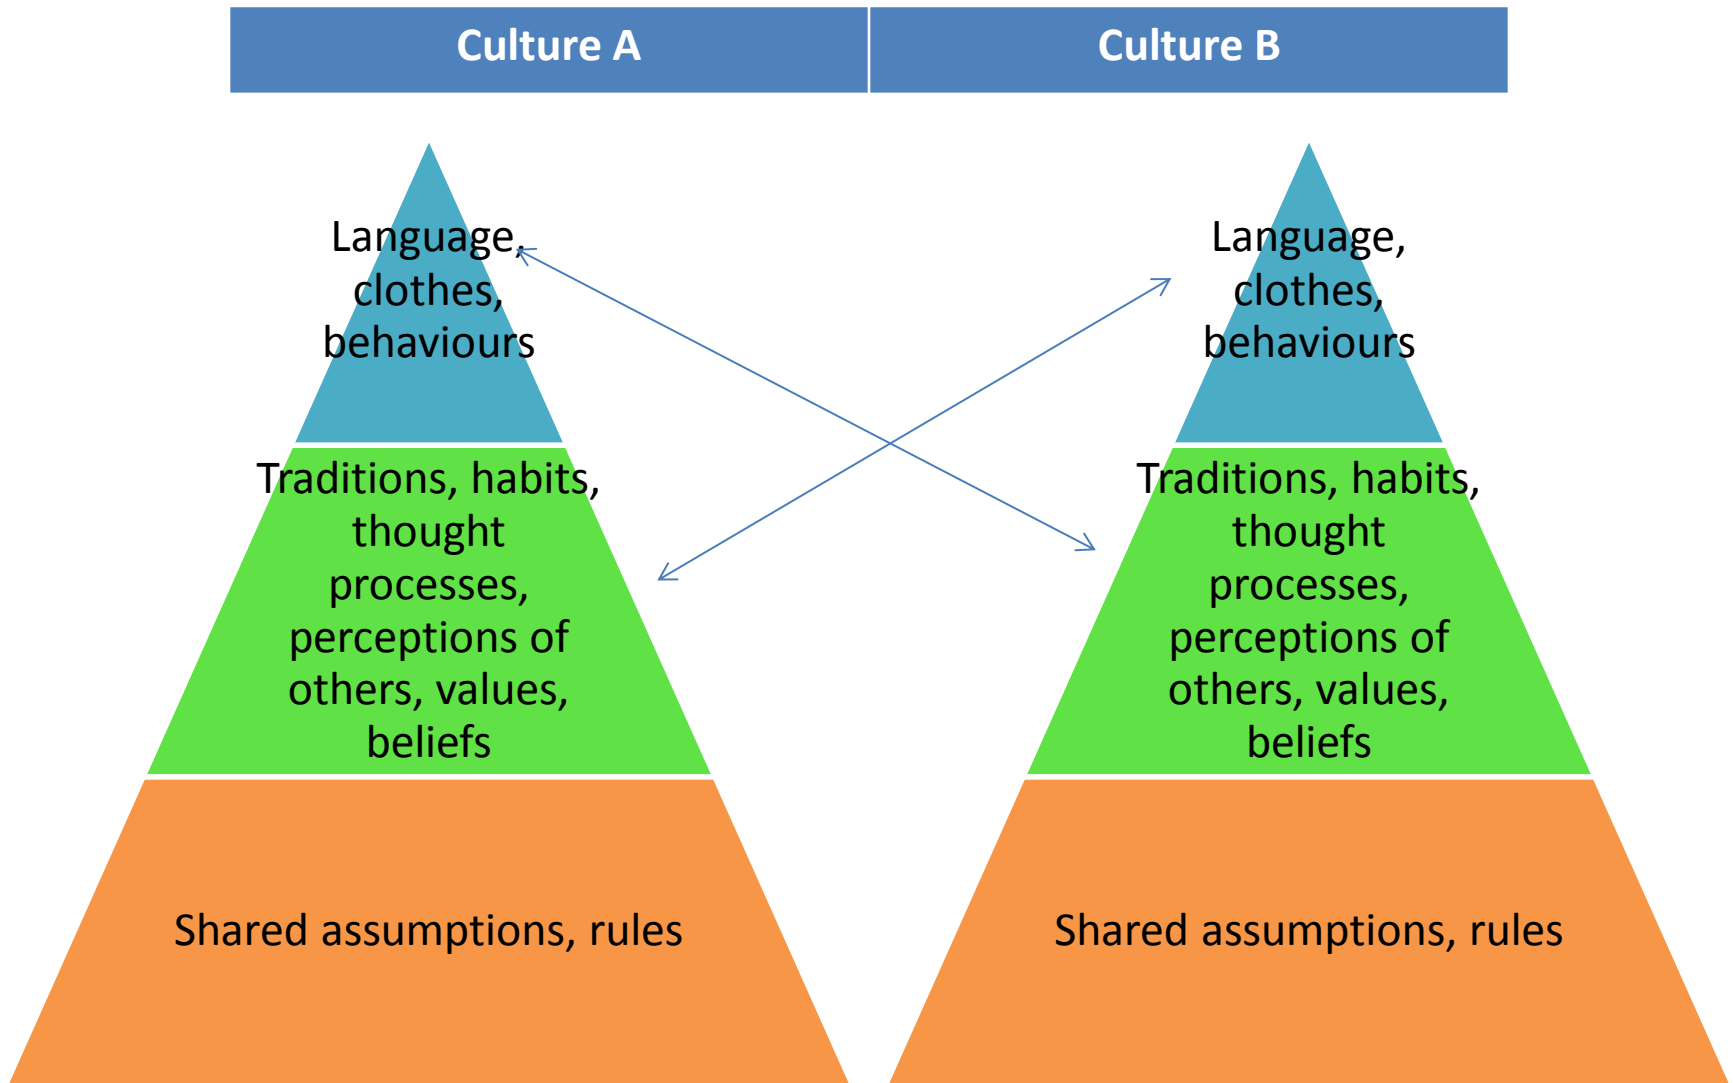 Culture A
Culture B
Language,
clothes,
behaviours
Traditions, habits,
thought
processes,
perceptions of
others, values,
beliefs
Shared assumptions, rules
Language,
clothes,
behaviours
Traditions, habits,
thought
processes,
perceptions of
others, values,
beliefs
Shared assumptions, rules